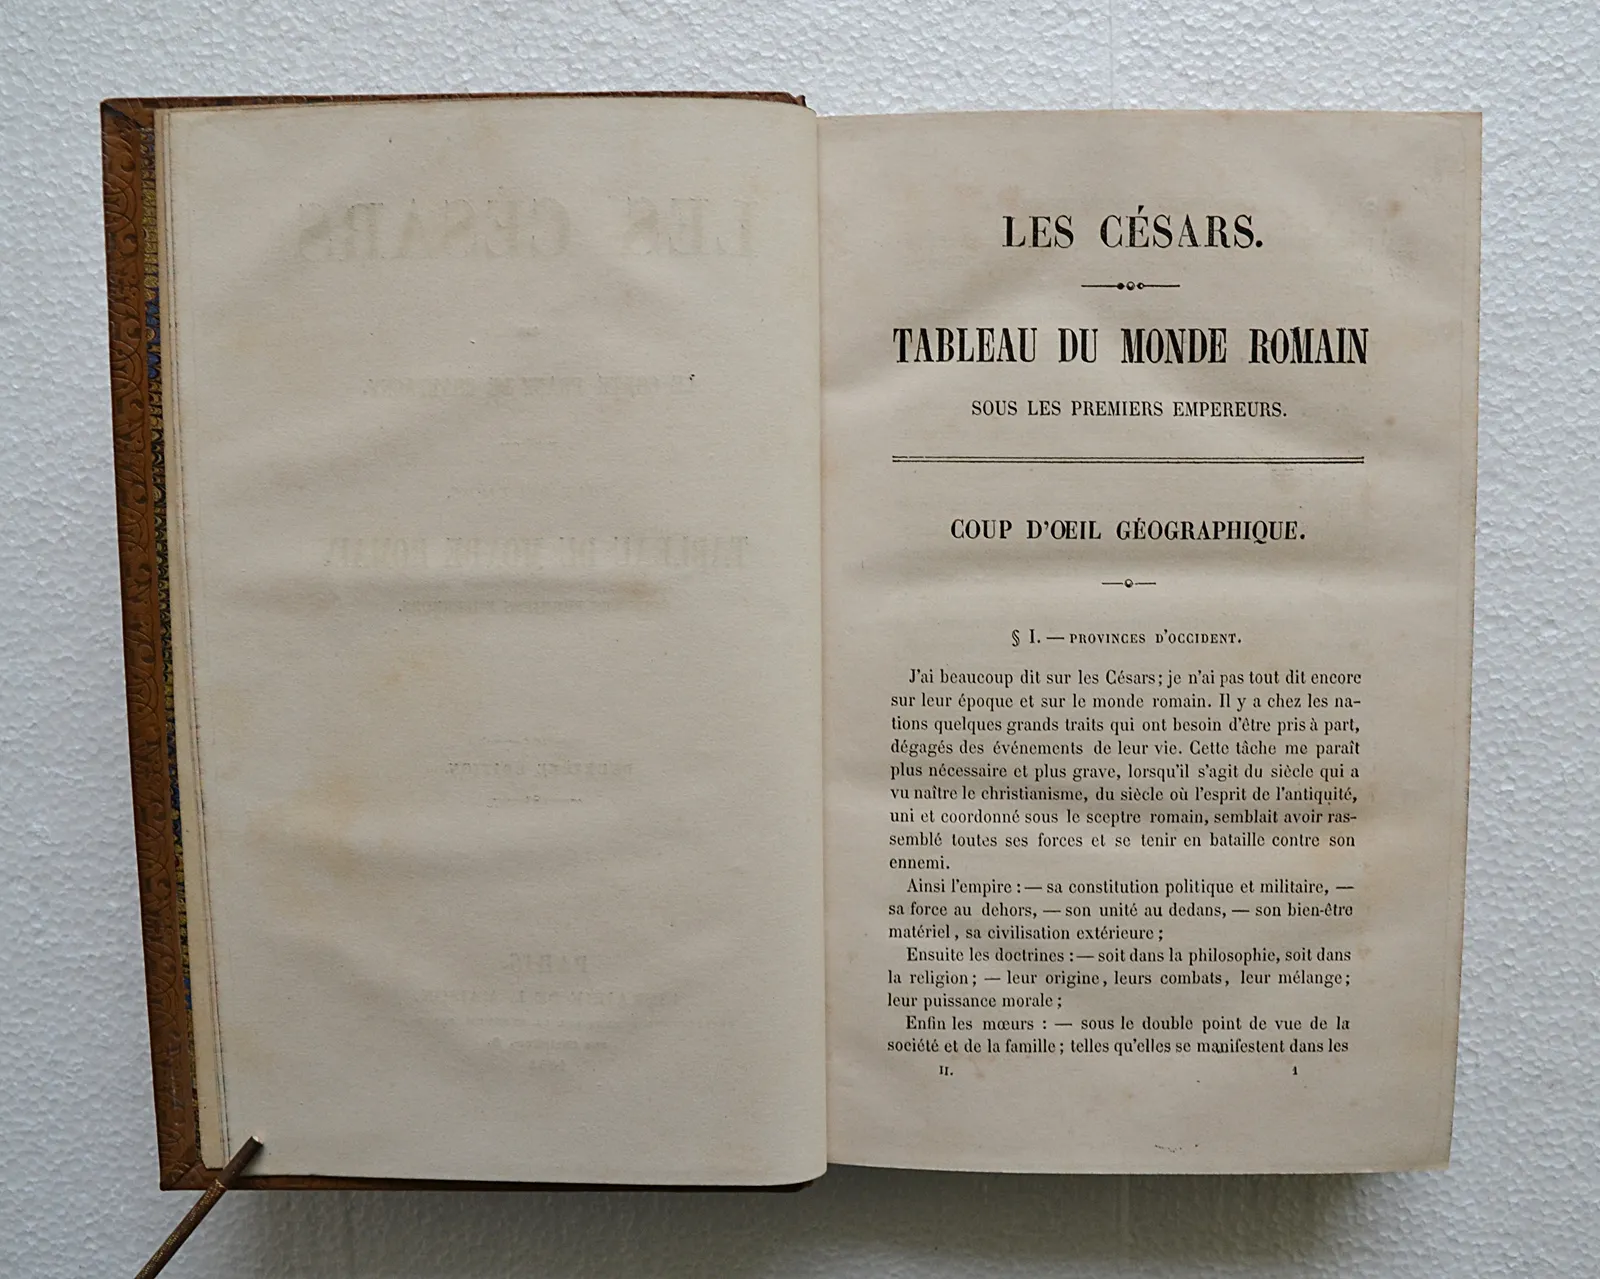 LES CÉSARS.
TABLEAU DU MONDE ROMAIN
SOUS LES PREMIERS EMPEREURS.
COUP D'ŒIL GÉOGRAPHIQUE.
§ I. — PROVINCES D'OCCIDENT.
J'ai beaucoup dit sur les Césars; je n'ai pas tout dit encore
sur leur époque et sur le monde romain. Il y a chez les na-
tions quelques grands traits qui ont besoin d'être pris à part,
dégagés des événements de leur vie. Cette tâche me paraît
plus nécessaire et plus grave, lorsqu'il s'agit du siècle qui a
vu naître le christianisme, du siècle où l'esprit de l'antiquité,
uni et coordonné sous le sceptre romain, semblait avoir ras-
semblé toutes ses forces et se tenir en bataille contre son
ennemi.
Ainsi l'empire : — sa constitution politique et militaire, —
sa force au dehors, — son unité au dedans, — son bien-être
matériel, sa civilisation extérieure ;
Ensuite les doctrines : — soit dans la philosophie, soit dans
la religion ; — leur origine, leurs combats, leur mélange ;
leur puissance morale ;
Enfin les mœurs : — sous le double point de vue de la
société et de la famille ; telles qu'elles se manifestent dans les
II. 1